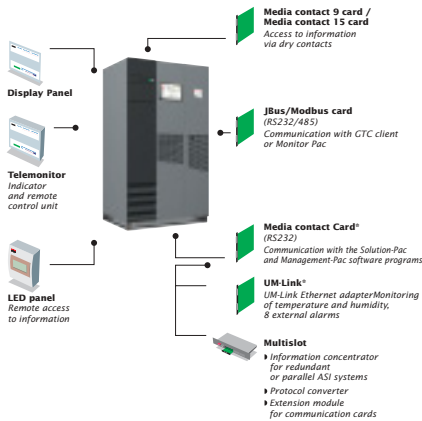 Media contact 9 card /
Media contact 15 card
Access to information
via dry contacts
Display Panel
JBus/Modbus card
(RS232/485)
Communication with GTC client
or Monitor Pac
Telemonitor
Indicator
and remote
control unit
Media contact Card*
(RS232)
Communication with the Solution-Pac
and Management-Pac software programs
LED panel
Remote access
to information
UM-Link*
UM-Link Ethernet adapterMonitoring
of temperature and humidity,
8 external alarms
Multislot
◗ Information concentrator
for redundant
or parallel ASI systems
◗ Protocol converter
◗ Extension module
for communication cards